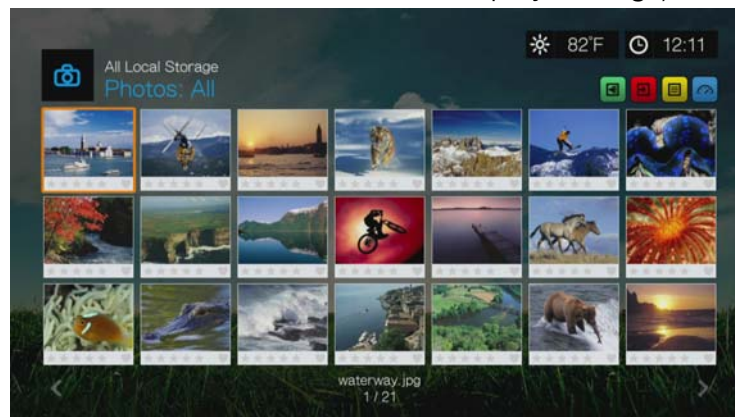 82°F 12:11
All Local Storage
Photos: All
waterway.jpg
1 / 21